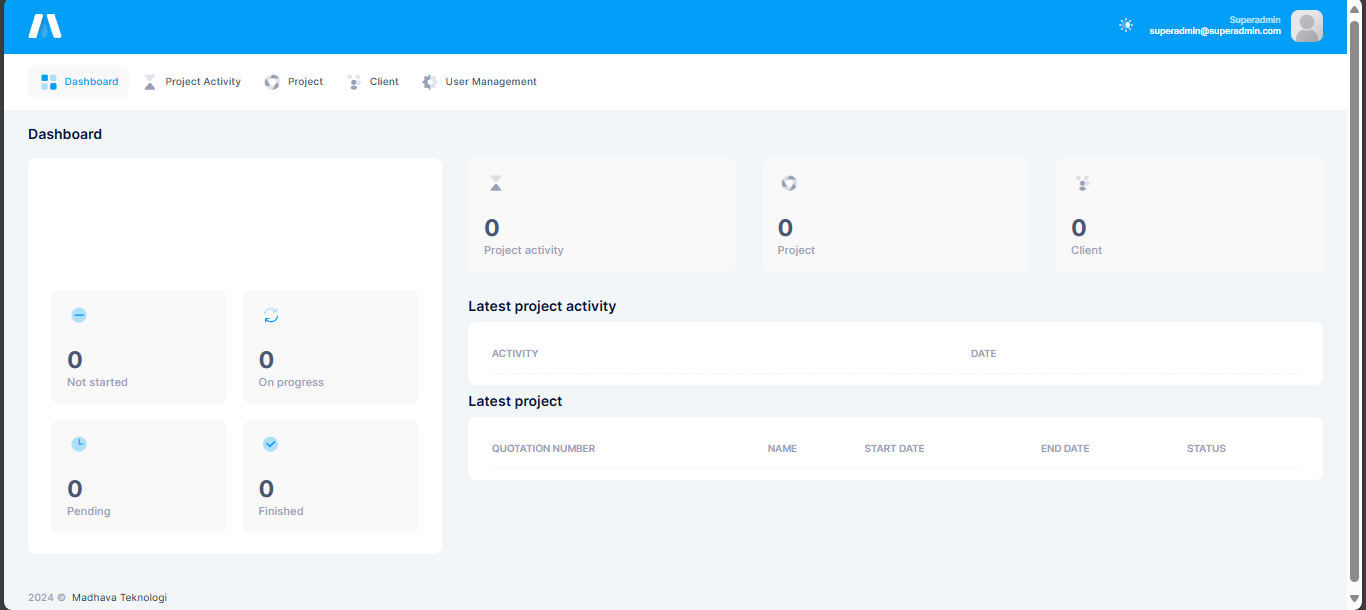 Superadmin
superadmin@superadmin.com
Dashboard Project Activity Project Client User Management
Dashboard
0
Not started
0
On progress
0
Pending
0
Finished
0
Project activity
0
Project
0
Client
Latest project activity
ACTIVITY DATE
Latest project
QUOTATION NUMBER NAME START DATE END DATE STATUS
2024 © Madhava Teknologi